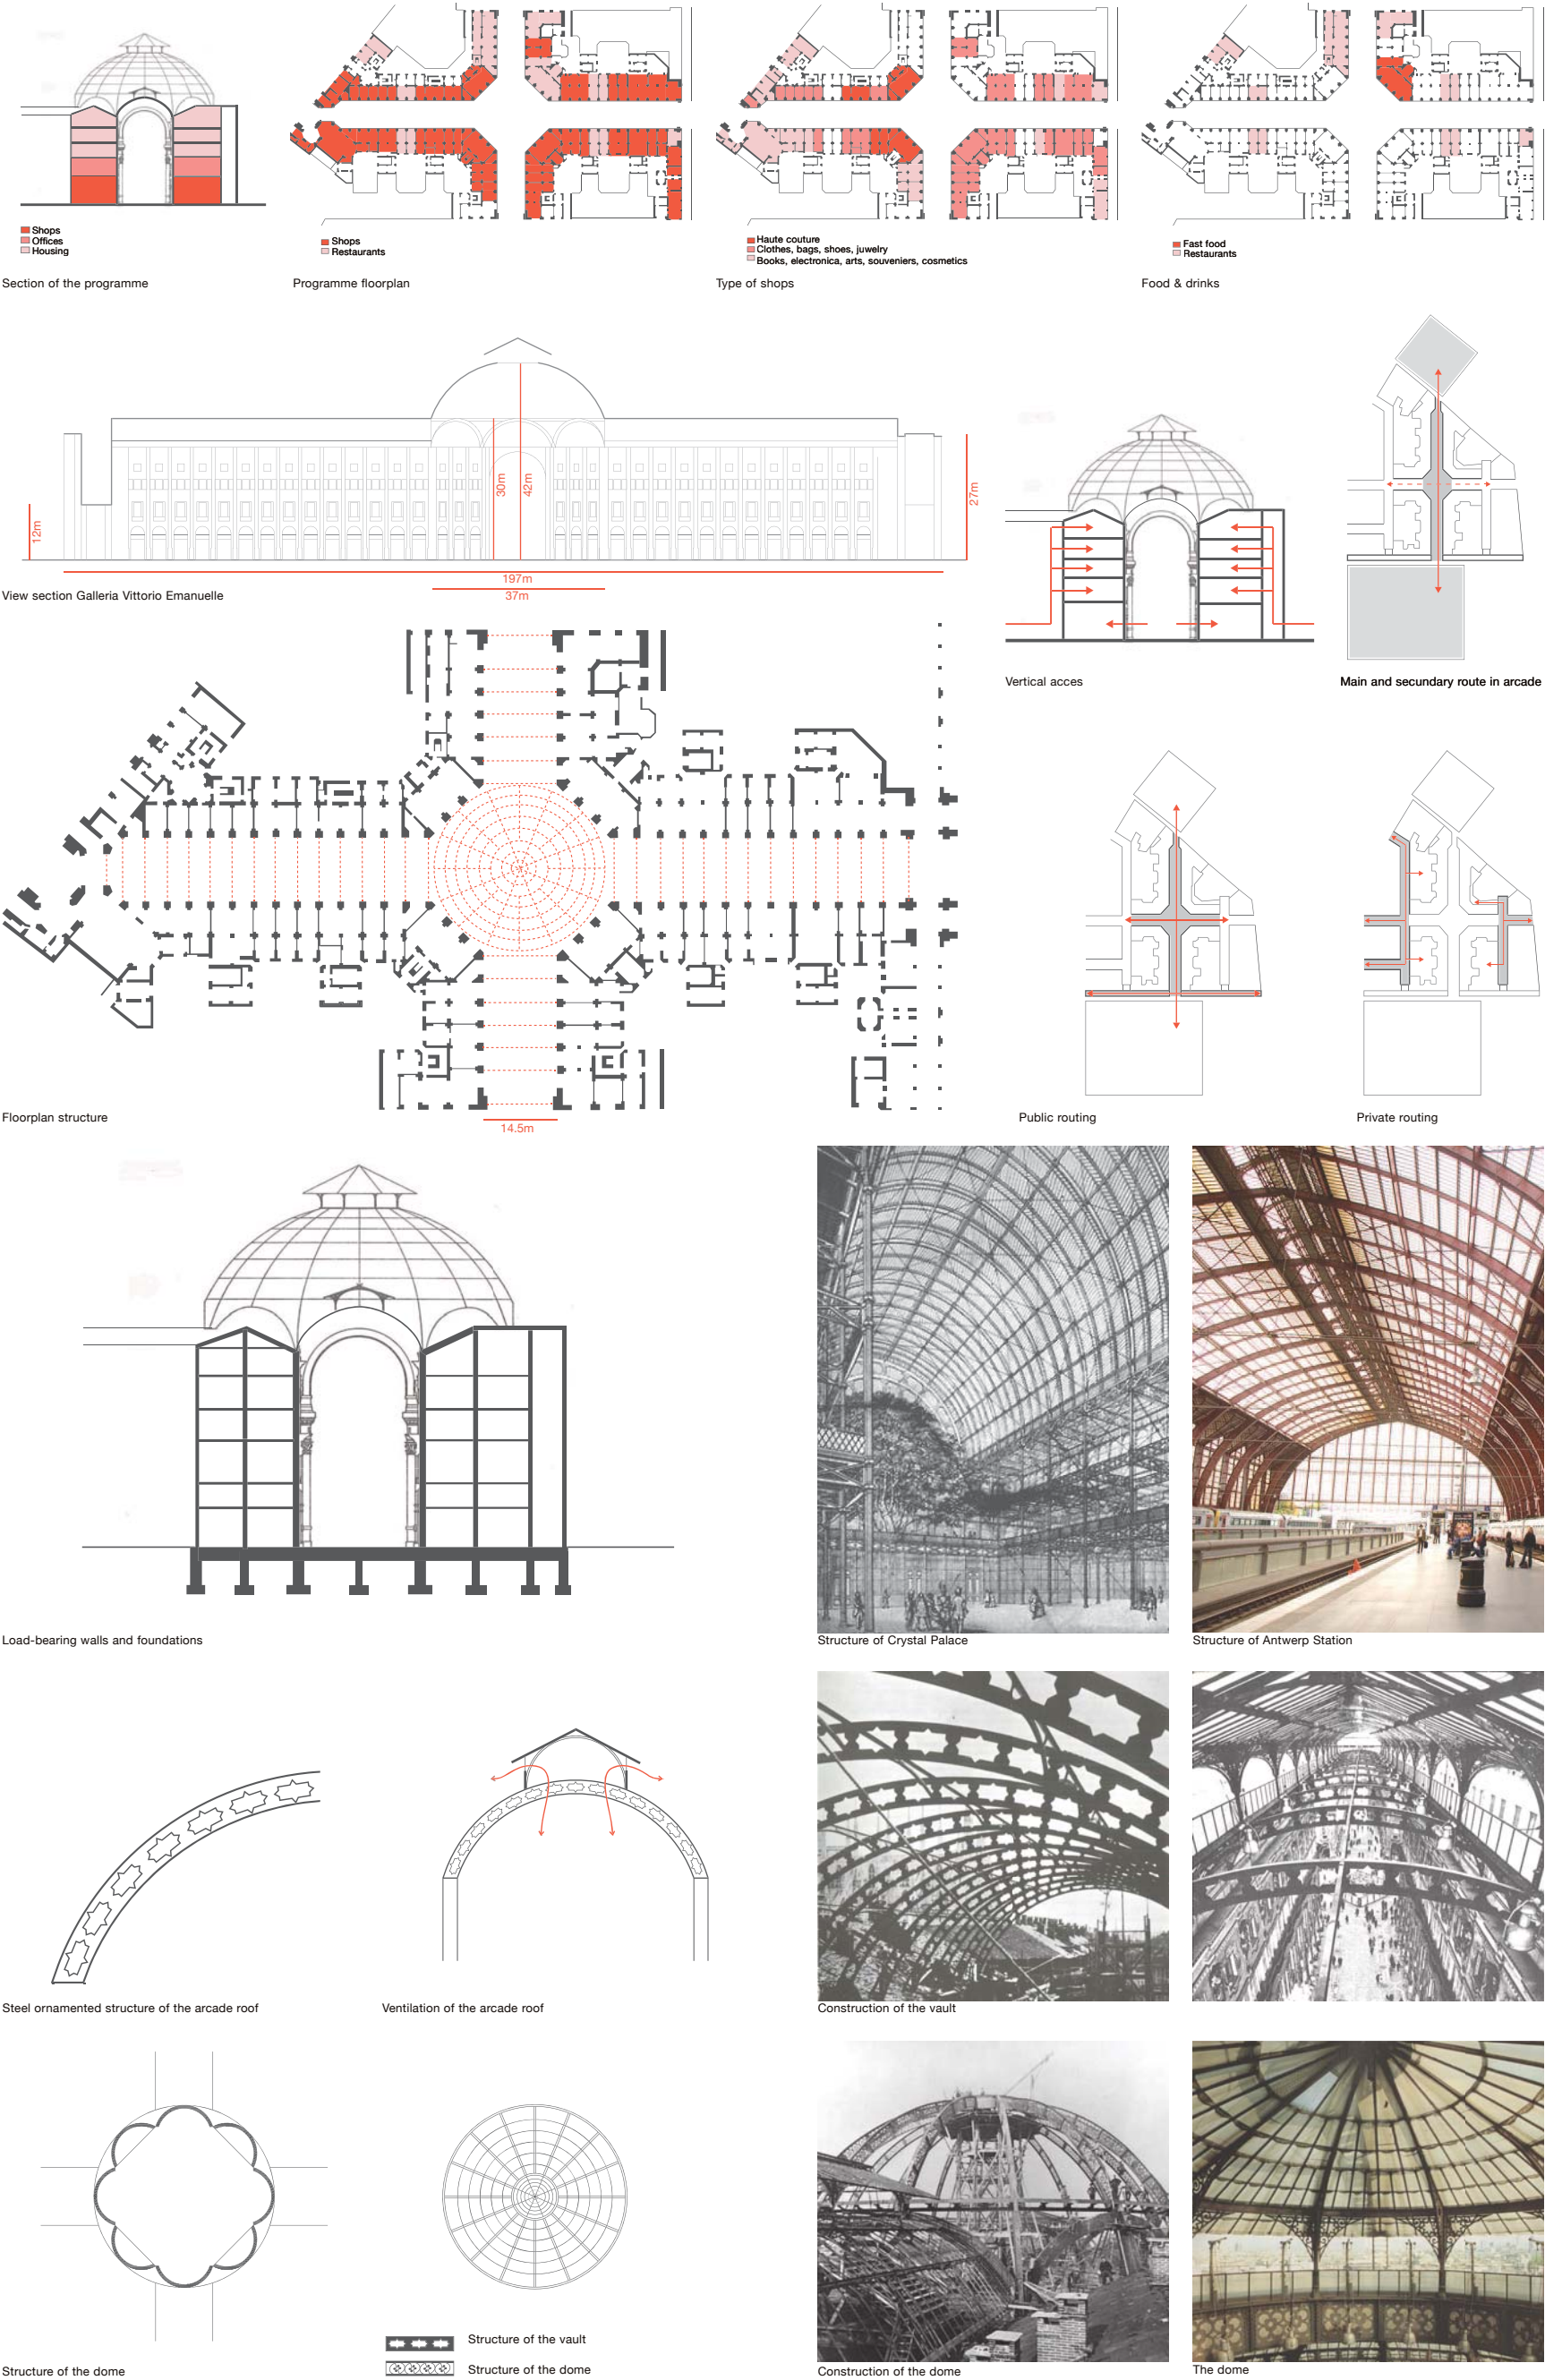 Shops
Offices
Housing
Section of the programme
Shops
Restaurants
Programme floorplan
Haute couture
Clothes, bags, shoes, juwelry
Books, electronica, arts, souveniers, cosmetics
Type of shops
Fast food
Restaurants
Food & drinks
12m
30m
42m
27m
197m
37m
View section Galleria Vittorio Emanuelle
Vertical acces
Main and secundary route in arcade
14.5m
Floorplan structure
Public routing
Private routing
Load-bearing walls and foundations
Structure of Crystal Palace
Structure of Antwerp Station
Steel ornamented structure of the arcade roof
Ventilation of the arcade roof
Construction of the vault
Structure of the vault
Structure of the dome
Structure of the dome
Construction of the dome
The dome